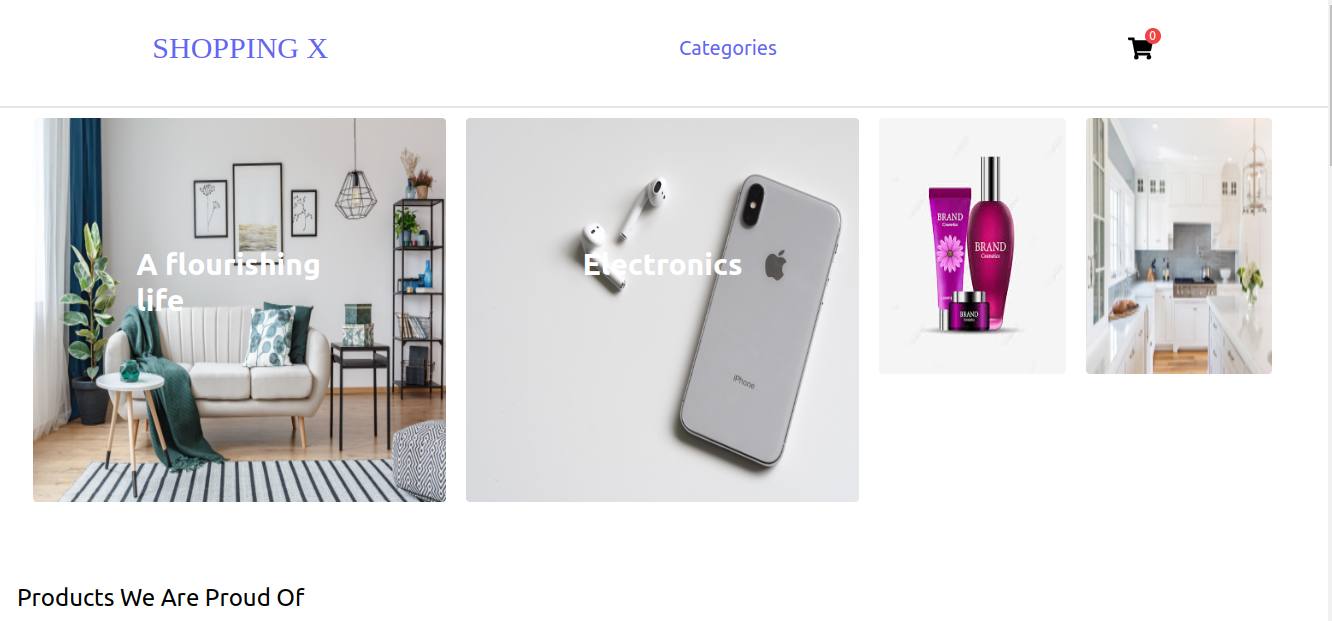 SHOPPING X
Categories
0
A flourishing
life
Electronics
iPhone
BRAND
Cosmetics
BRAND
Cosmetics
BRAND
Products We Are Proud Of